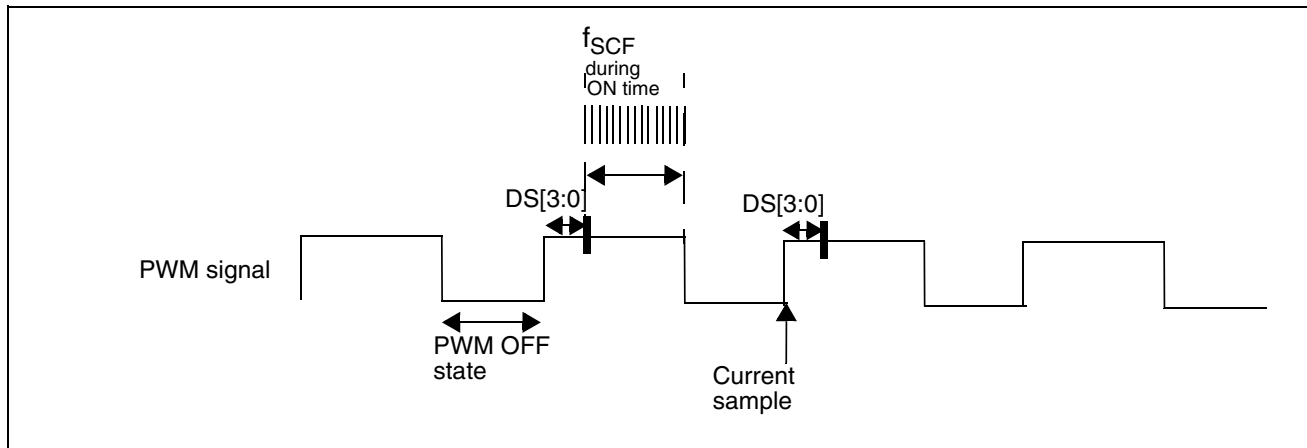 fSCF
during
ON time
DS[3:0]
DS[3:0]
PWM signal
PWM OFF
state
Current
sample